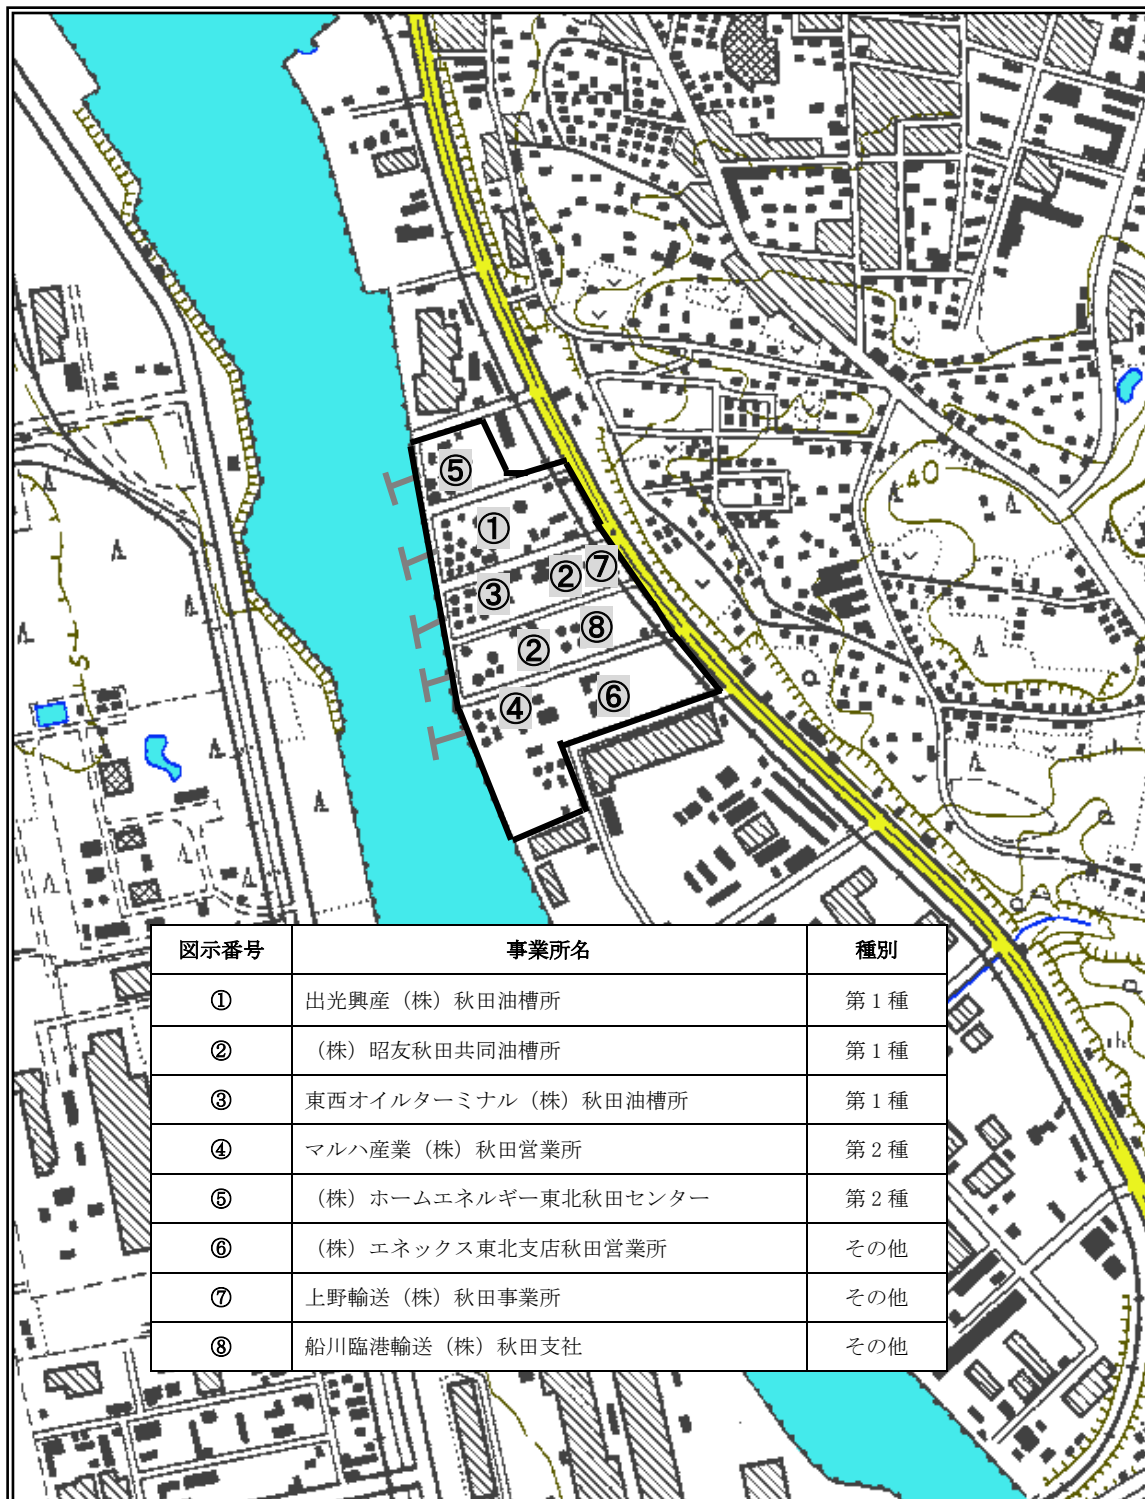 40
⑤
①
⑦
②
③
⑧
②
⑥
④
5
図示番号 事業所名 種別
① 出光興産（株）秋田油槽所 第１種
② （株）昭友秋田共同油槽所 第１種
③ 東西オイルターミナル（株）秋田油槽所 第１種
④ マルハ産業（株）秋田営業所 第２種
⑤ （株）ホームエネルギー東北秋田センター 第２種
⑥ （株）エネックス東北支店秋田営業所 その他
⑦ 上野輸送（株）秋田事業所 その他
⑧ 船川臨港輸送（株）秋田支社 その他